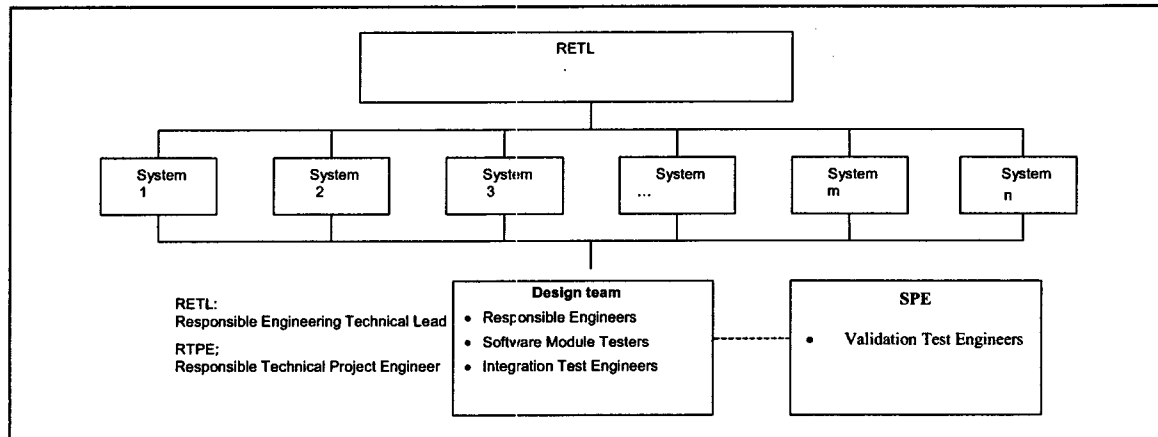 RETL
System
1
System
2
System
3
System
...
System
m
System
n
RETL:
Responsible Engineering Technical Lead
RTPE;
Responsible Technical Project Engineer
Design team
• Responsible Engineers
• Software Module Testers
• Integration Test Engineers
SPE
• Validation Test Engineers